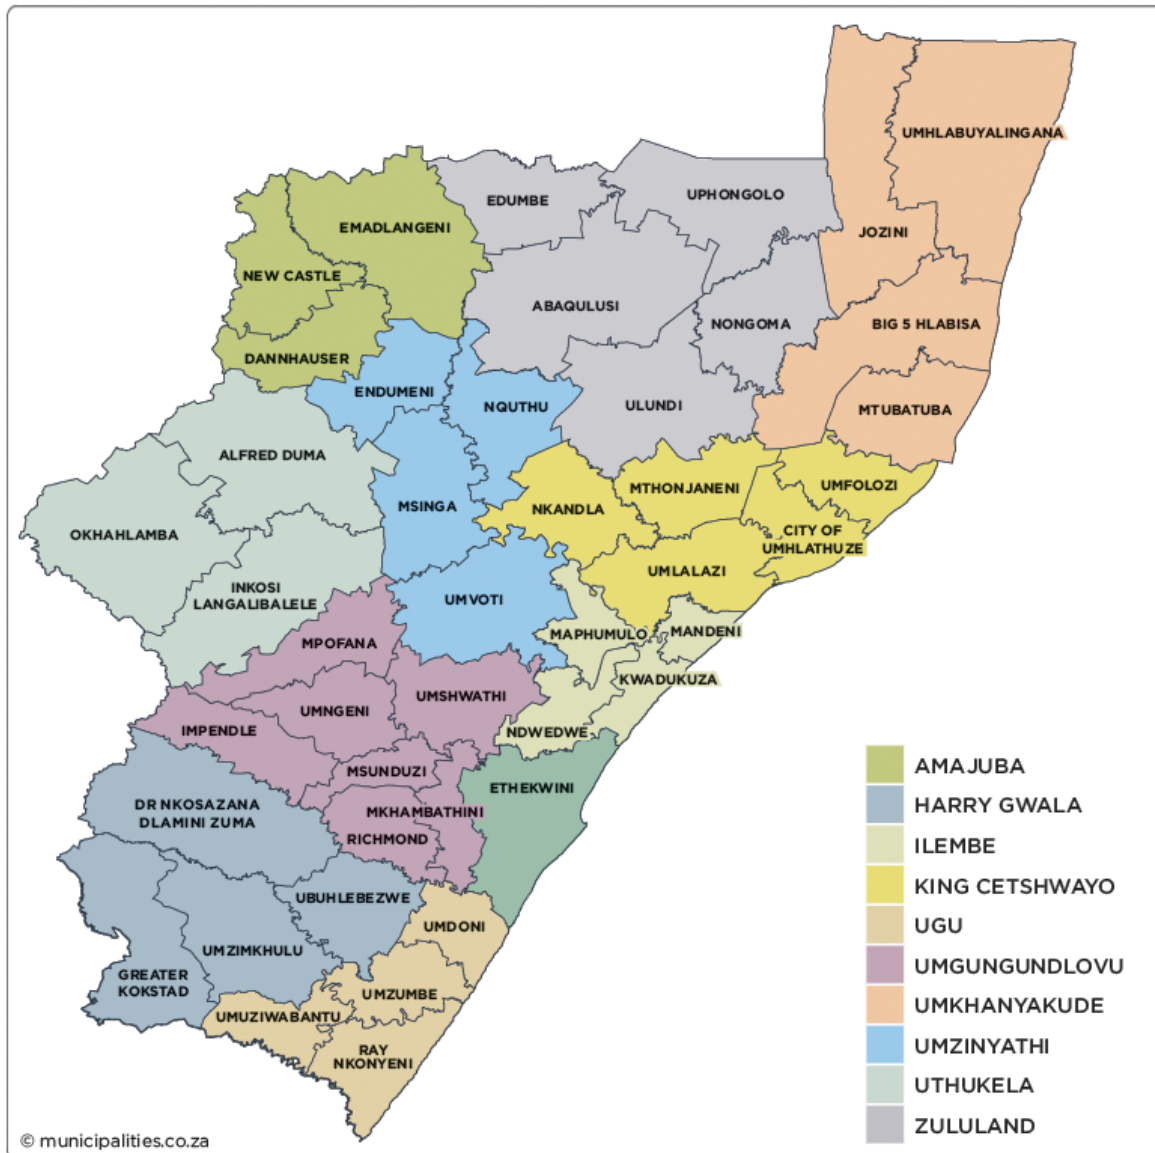 UMHLABUYALINGANA
EDUMBE
UPHONGOLO
EMADLANGENI
JOZINI
NEW CASTLE
ABAQULUSI
NONGOMA
BIG 5 HLABISA
DANNHAUSER
ENDUMENI
NQUTHU
ULUNDI
MTUBATUBA
ALFRED DUMA
MTHONJANENI
UMFOLOZI
OKHAHLAMBA
MSINGA
NKANDLA
CITY OF
UMHLATHUZE
INKOSI
LANGALIBALELE
UMVOTI
UMLALAZI
MPOFANA
MAPHUMULO
MANDENI
KWADUKUZA
UMSHWATHI
UMNGENI
IMPENDLE
NDWEDWE
MSUNDUZI
ETHEKWINI
DR NKOSAZANA
DLAMINI ZUMA
MKHAMBATHINI
RICHMOND
UBUHLEBEZWE
UMDONI
UMZIMKHULU
GREATER
KOKSTAD
UMZUMBE
UMUZIWABANTU
RAY
NKONYENI
AMAJUBA
HARRY GWALA
ILEMBE
KING CETSHWAYO
UGU
UMGUNGUNDLOVU
UMKHANYAKUDE
UMZINYATHI
UTHUKELA
ZULULAND
© municipalities.co.za